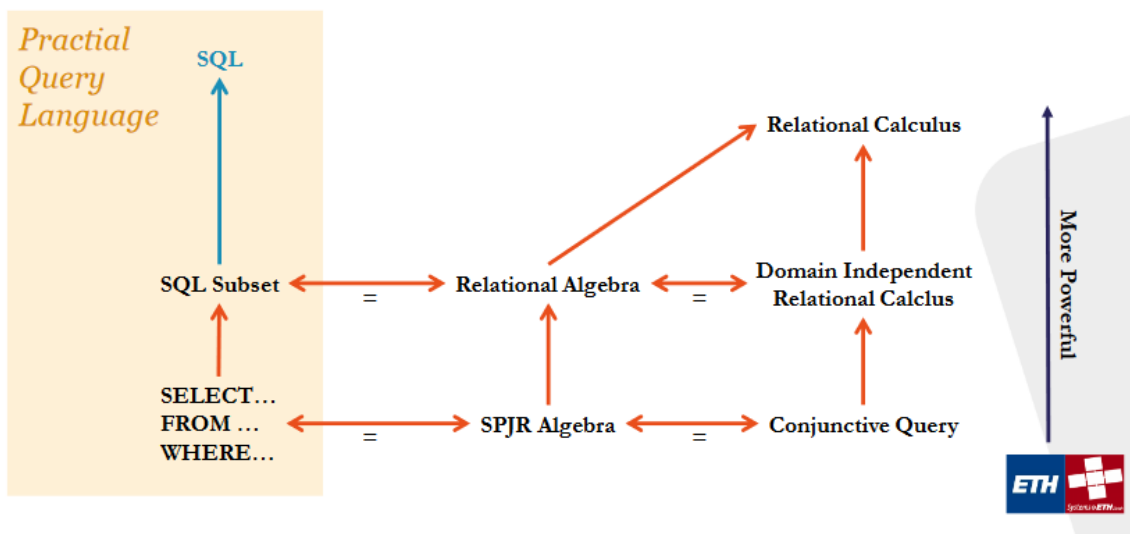 Practial
Query
Language
SQL
Relational Calculus
More Powerful
SQL Subset
=
Relational Algebra
=
Domain Independent
Relational Calclus
SELECT...
FROM ...
WHERE...
=
SPJR Algebra
=
Conjunctive Query
ETH